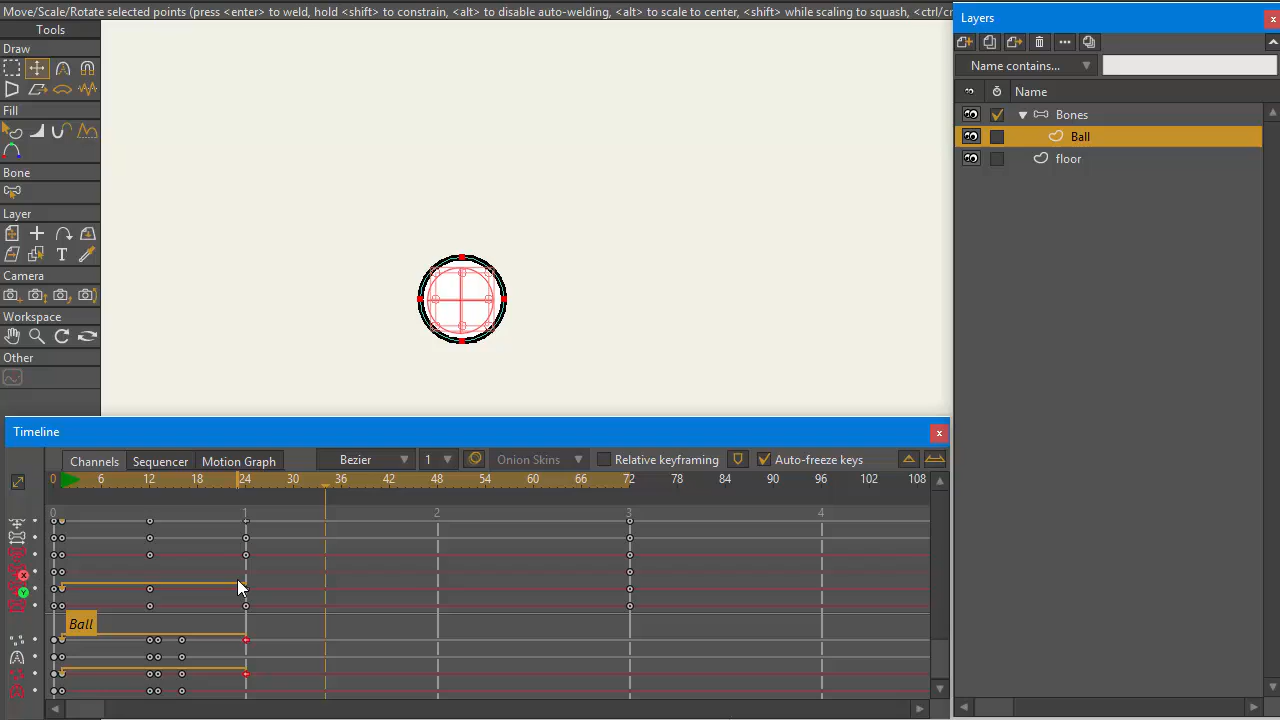 Move/Scale/Rotate selected points (press <enter> to weld, hold <shift> to constrain, <alt> to disable auto-welding, <alt> to scale to center, <shift> while scaling to squash, <ctrl/cr
Tools
Draw
Fill
Bone
Layer
T
Camera
Workspace
Other
Layers
Name contains...
Name
Bones
Ball
floor
Timeline
Channels Sequencer Motion Graph Bezier 1 Onion Skins Relative keyframing Auto-freeze keys
0 6 12 18 24 30 36 42 48 54 60 66 72 78 84 90 96 102 108
0 1 2 3 4
X
Y
Ball